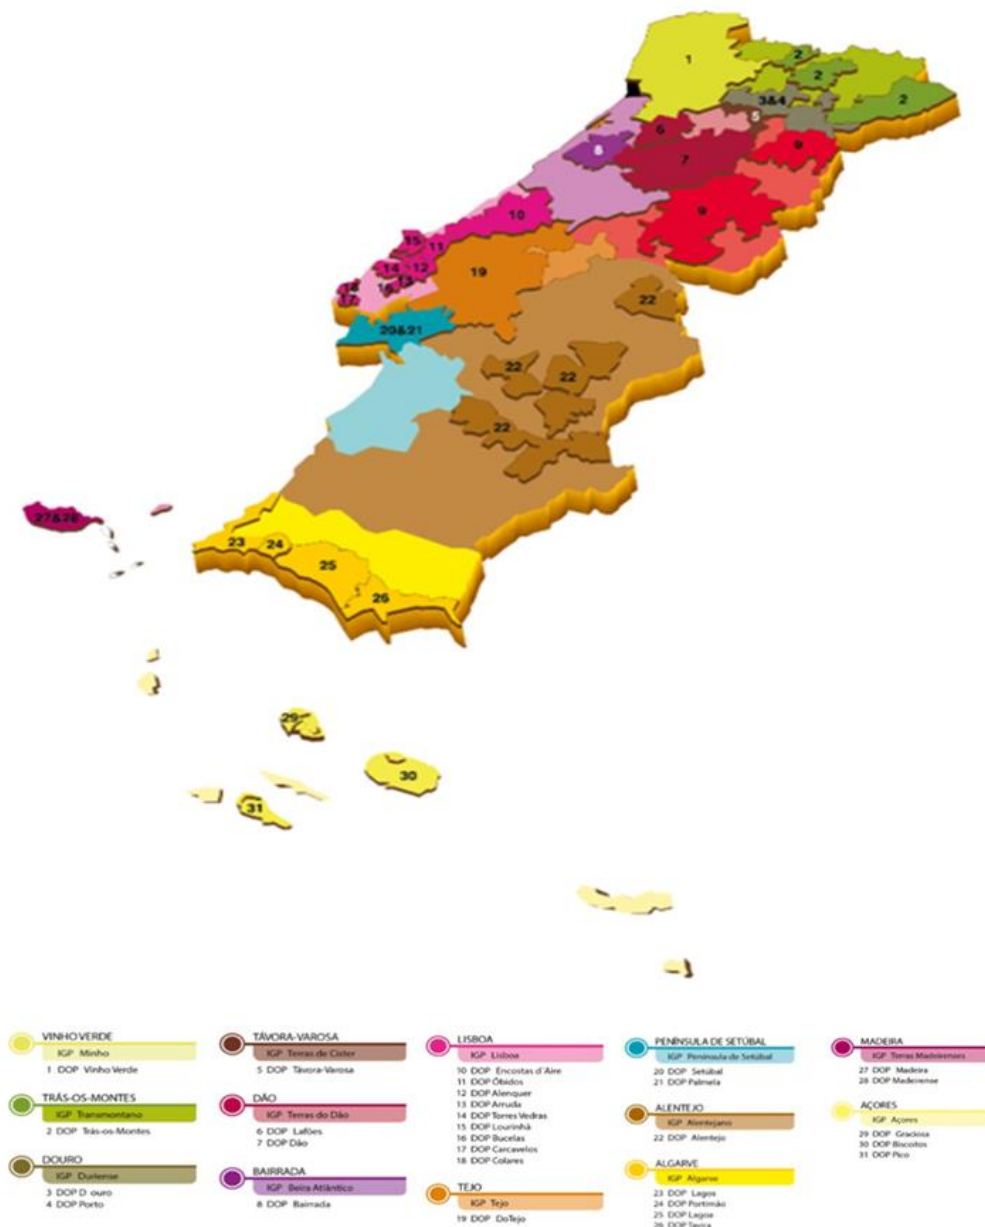 1
2
2
2
3&4
5
6
7
8
9
9
10
11
12
13
14
15
16
17
18
19
20&21
22
22
22
22
23
24
25
26
27&28
29
30
31
VINHO VERDE
IGP Minho
1 DOP Vinho Verde
TRÁS-OS-MONTES
IGP Transmontano
2 DOP Trás-os-Montes
DOURO
IGP Duriense
3 DOP D ouro
4 DOP Porto
TÁVORA-VAROSA
IGP Terras de Cister
5 DOP Távora-Varosa
DÃO
IGP Terras do Dão
6 DOP Lafões
7 DOP Dão
BAIRRADA
IGP Beira Atlântico
8 DOP Bairrada
LISBOA
IGP Lisboa
10 DOP Encostas d'Aire
11 DOP Óbidos
12 DOP Alenquer
13 DOP Arruda
14 DOP Torres Vedras
15 DOP Lourinhã
16 DOP Bucelas
17 DOP Carcavelos
18 DOP Colares
TEJO
IGP Tejo
19 DOP DoTejo
PENÍNSULA DE SETÚBAL
IGP Península de Setúbal
20 DOP Setúbal
21 DOP Palmela
ALENTEJO
IGP Alentejano
22 DOP Alentejo
ALGARVE
IGP Algarve
23 DOP Lagos
24 DOP Portimão
25 DOP Lagoa
26 DOP Tavira
MADEIRA
IGP Terras Madeirenses
27 DOP Madeira
28 DOP Madeirense
AÇORES
IGP Açores
29 DOP Graciosa
30 DOP Biscoitos
31 DOP Pico